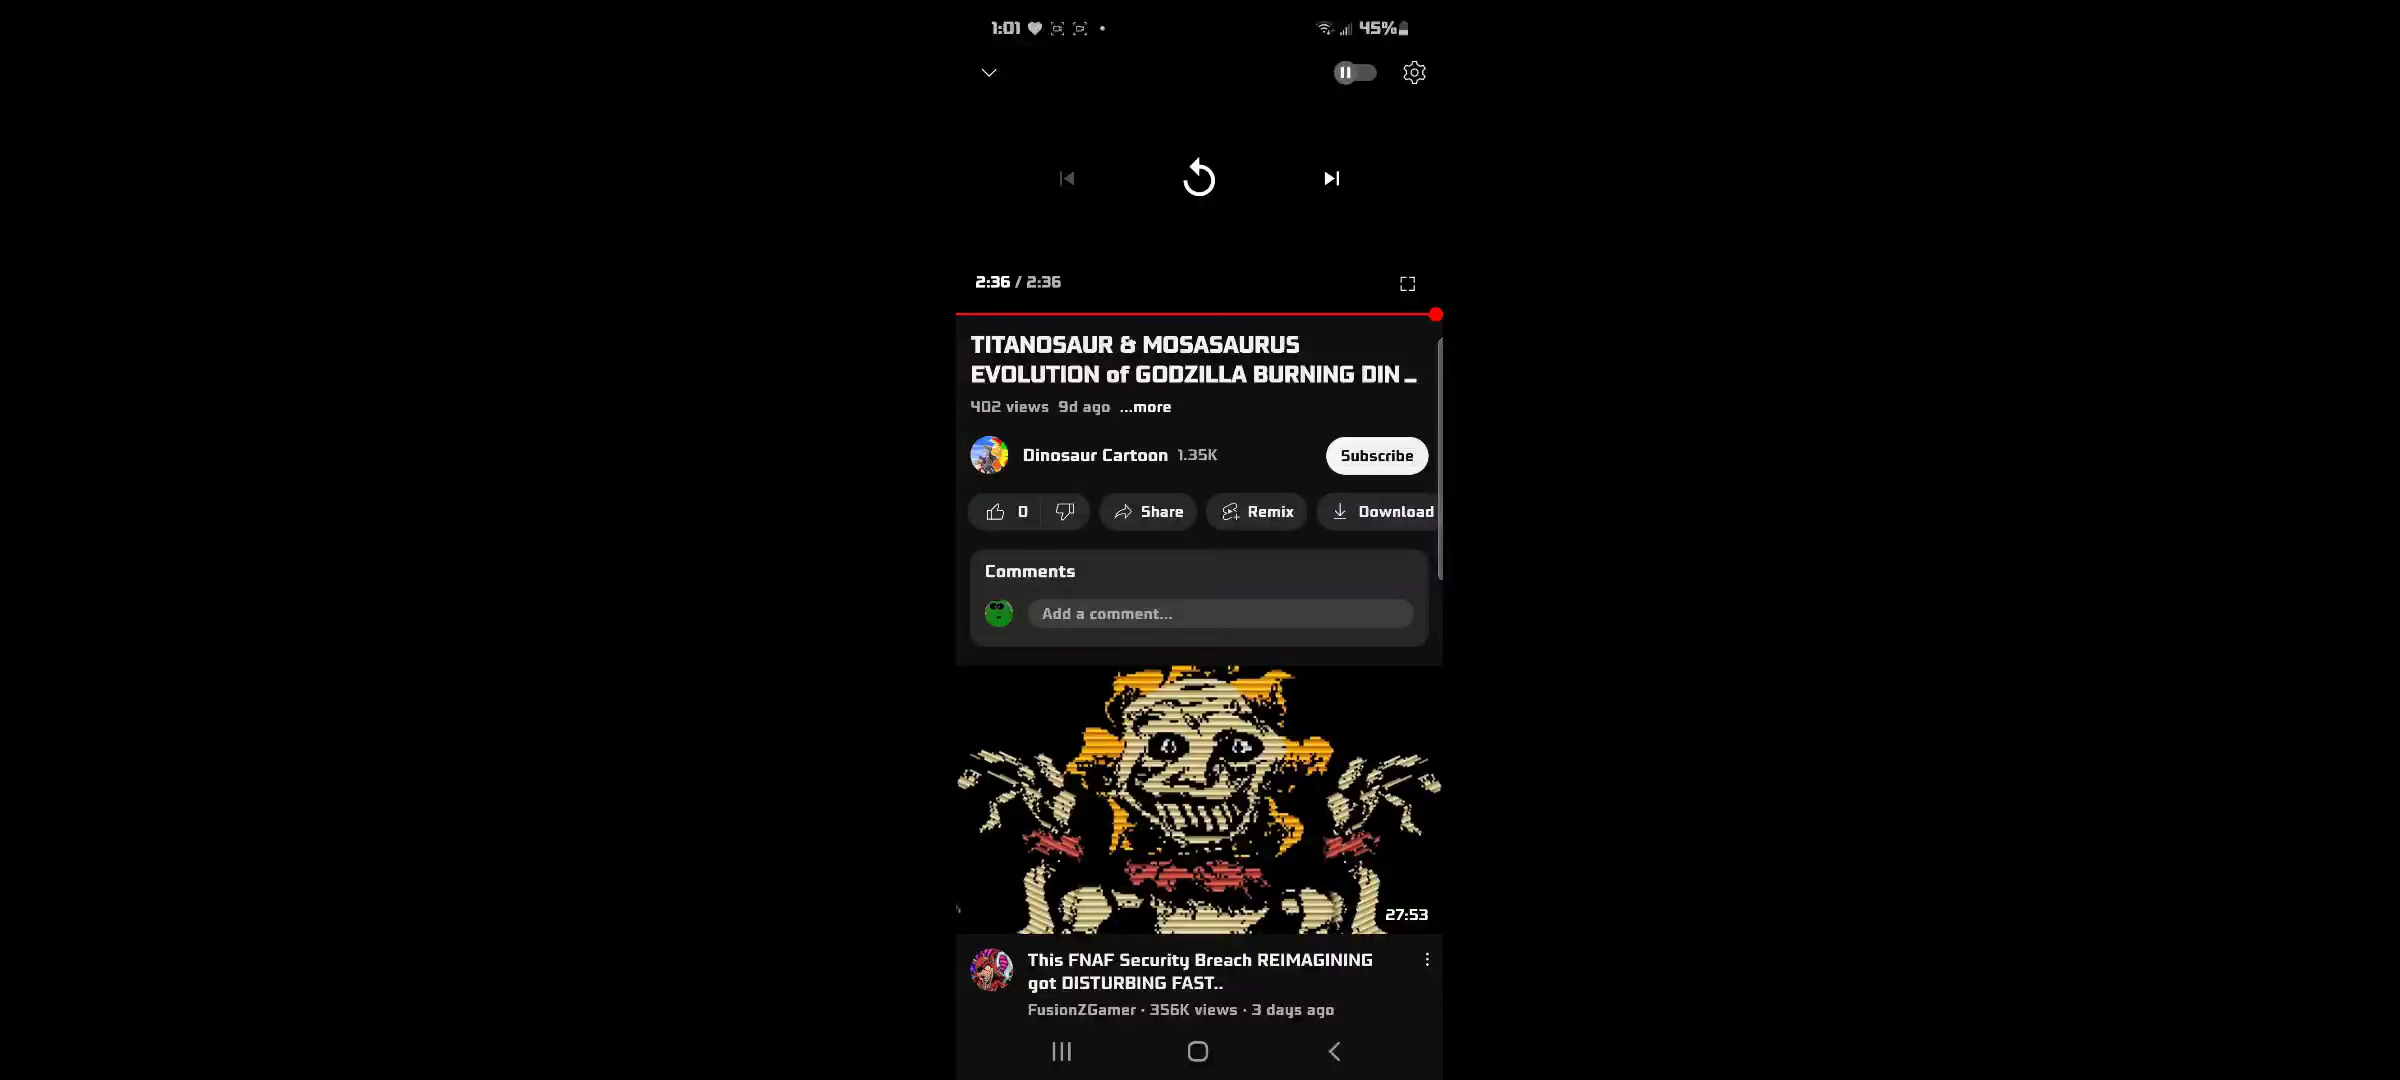 1:01 45%
2:36 / 2:36
TITANOSAUR & MOSASAURUS
EVOLUTION of GODZILLA BURNING DIN...
402 views 9d ago ...more
Dinosaur Cartoon 1.35K Subscribe
0 Share Remix Download
Comments
Add a comment...
27:53
This FNAF Security Breach REIMAGINING
got DISTURBING FAST..
FusionZGamer · 356K views · 3 days ago